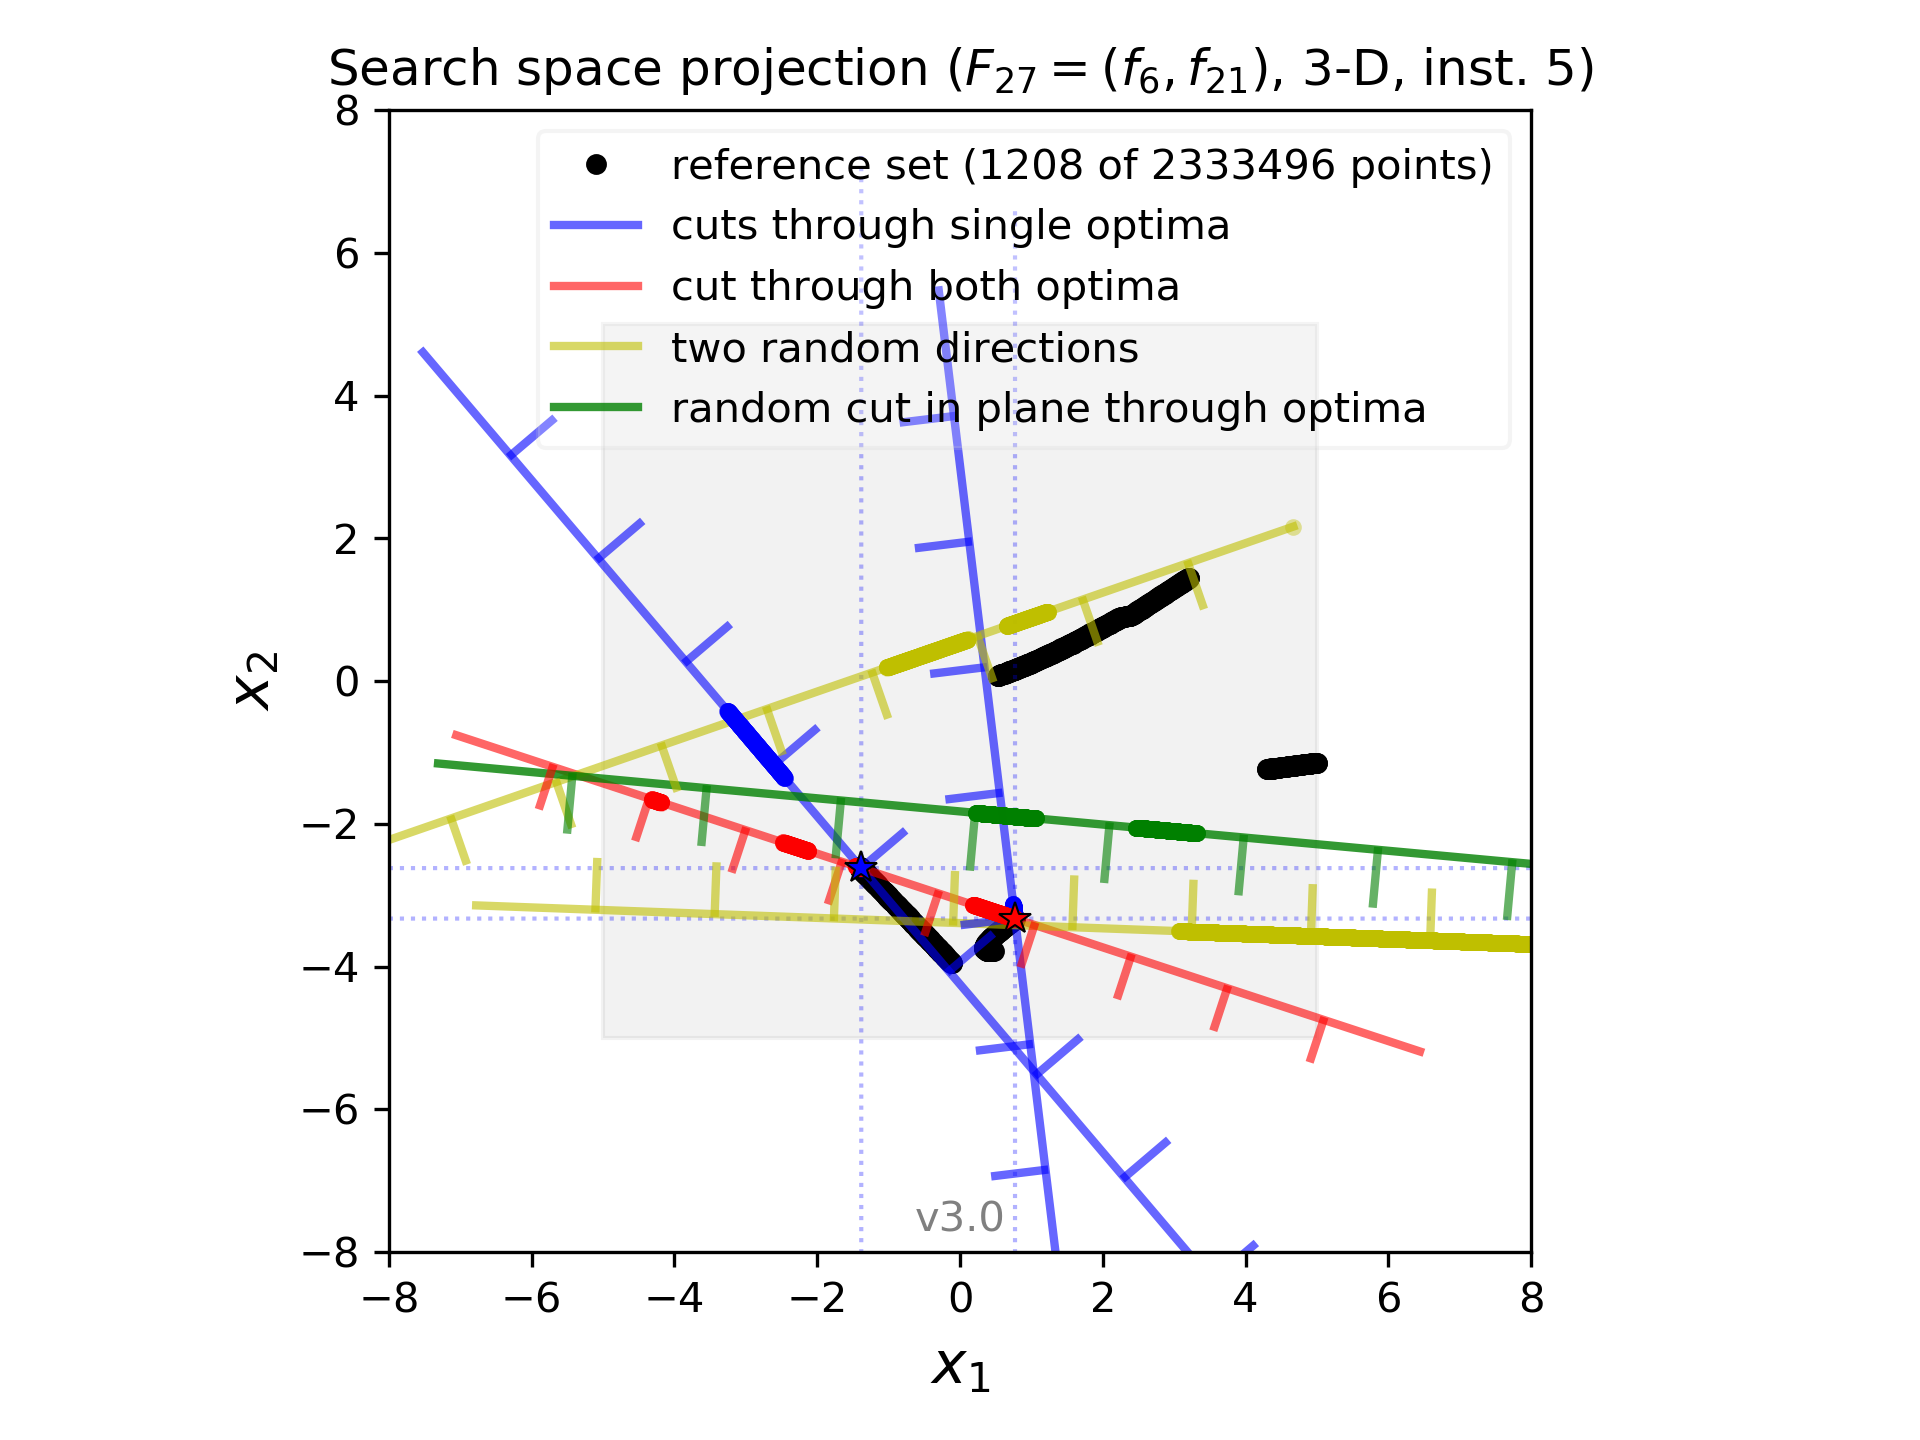 Search space projection (F27 = (f6, f21), 3-D, inst. 5)
reference set (1208 of 2333496 points)
cuts through single optima
cut through both optima
two random directions
random cut in plane through optima
8
6
4
2
0
−2
−4
−6
−8
x2
v3.0
−8 −6 −4 −2 0 2 4 6 8
x1